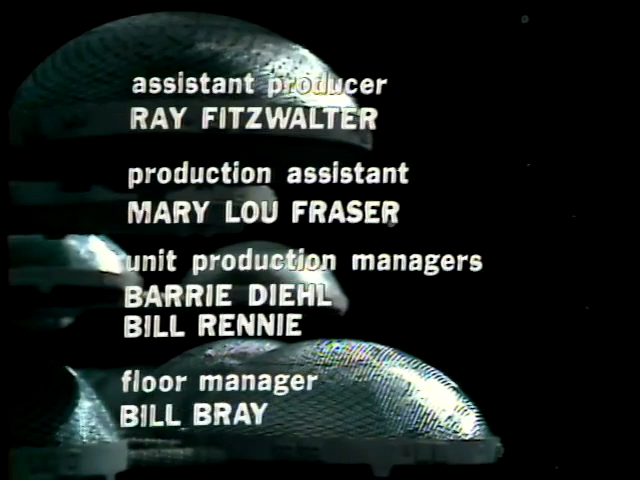 assistant producer
RAY FITZWALTER
production assistant
MARY LOU FRASER
unit production managers
BARRIE DIEHL
BILL RENNIE
floor manager
BILL BRAY